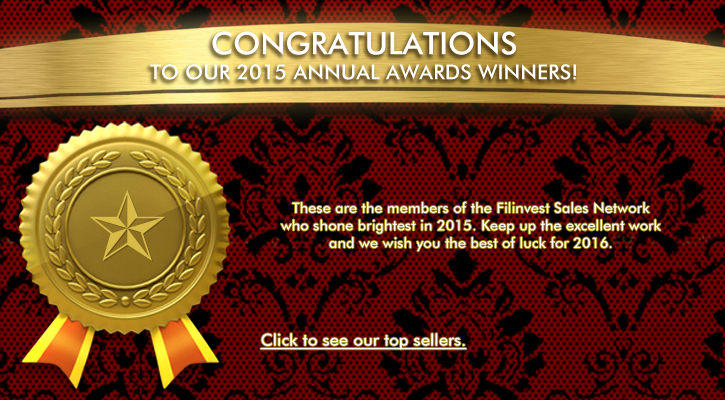 CONGRATULATIONS
TO OUR 2015 ANNUAL AWARDS WINNERS!
These are the members of the Filinvest Sales Network
who shone brightest in 2015. Keep up the excellent work
and we wish you the best of luck for 2016.
Click to see our top sellers.